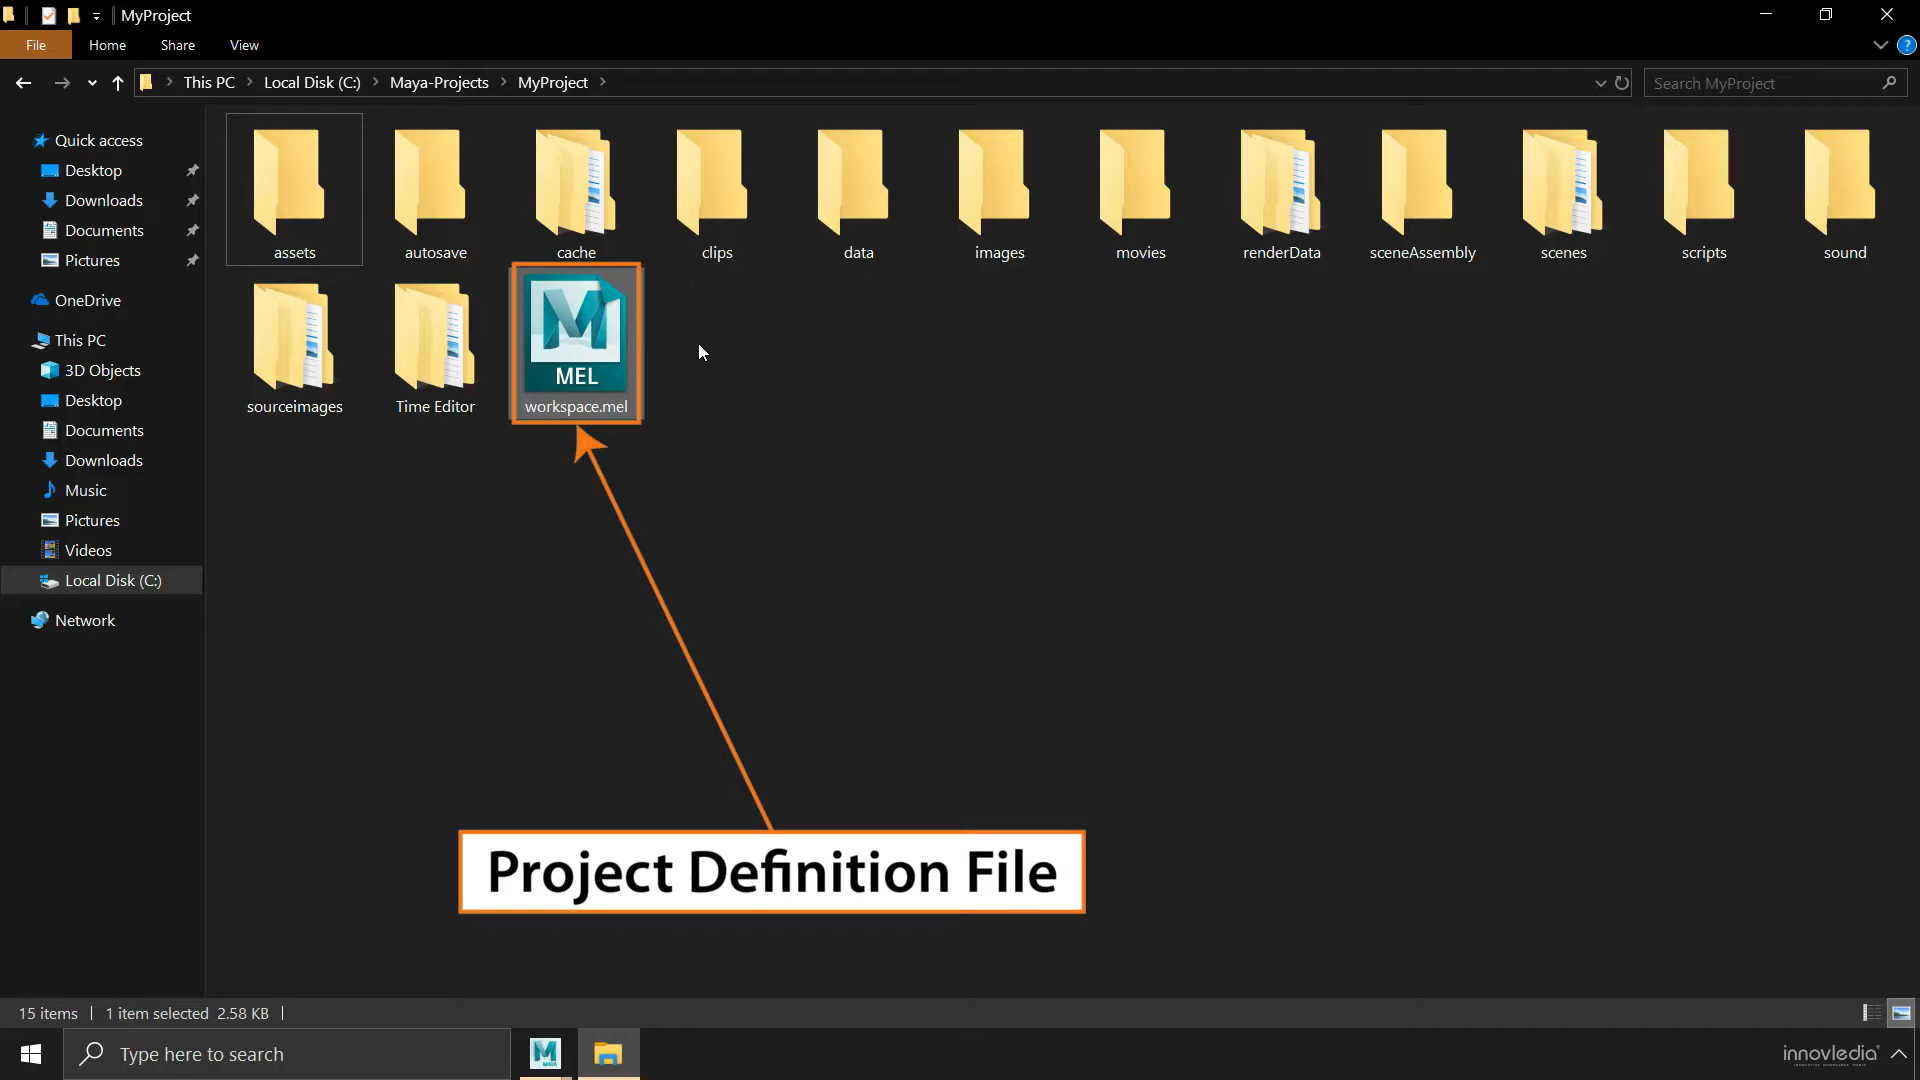 MyProject
File Home Share View
This PC Local Disk (C:) Maya-Projects MyProject
Search MyProject
Quick access
Desktop
Downloads
Documents
Pictures
OneDrive
This PC
3D Objects
Desktop
Documents
Downloads
Music
Pictures
Videos
Local Disk (C:)
Network
assets autosave cache clips data images movies renderData sceneAssembly scenes scripts sound
MEL
sourceimages Time Editor workspace.mel
Project Definition File
15 items 1 item selected 2.58 KB
Type here to search
MAYA
innovledia